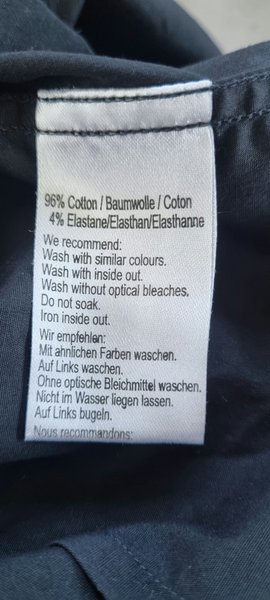 96% Cotton / Baumwolle / Coton
4% Elastane/Elasthan/Elasthanne
We recommend:
Wash with similar colours.
Wash with inside out.
Wash without optical bleaches.
Do not soak.
Iron inside out.
Wir empfehlen:
Mit ahnlichen Farben waschen.
Auf Links waschen.
Ohne optische Bleichmittel waschen.
Nicht im Wasser liegen lassen.
Auf Links bugeln.
Nous recommandons: